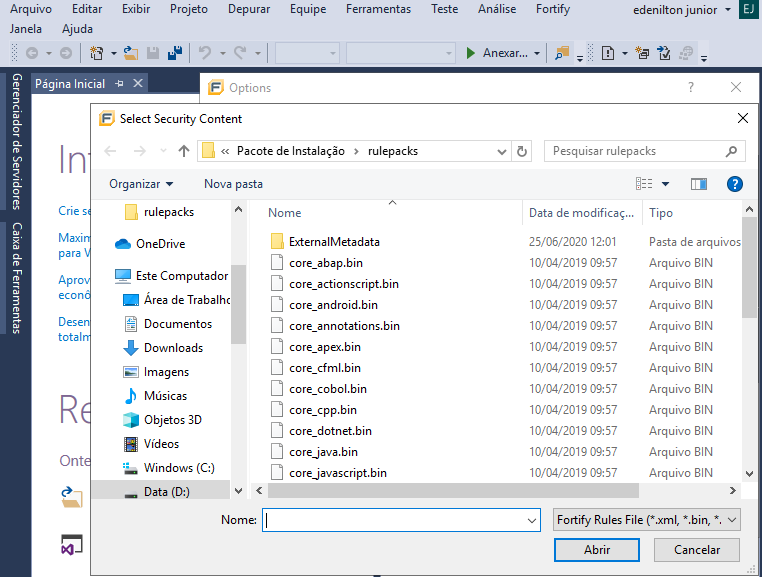 Arquivo Editar Exibir Projeto Depurar Equipe Ferramentas Teste Análise Fortify edenilton junior EJ
Janela Ajuda
Anexar...
Gerenciador de Servidores
Caixa de Ferramentas
Página Inicial
Options ?
Select Security Content
« Pacote de Instalação › rulepacks
Pesquisar rulepacks
Organizar Nova pasta ?
Nome Data de modificaç... Tipo
rulepacks
OneDrive
Este Computador
Área de Trabalho
Documentos
Downloads
Imagens
Músicas
Objetos 3D
Vídeos
Windows (C:)
Data (D:)
ExternalMetadata 25/06/2020 12:01 Pasta de arquivos
core_abap.bin 10/04/2019 09:57 Arquivo BIN
core_actionscript.bin 10/04/2019 09:57 Arquivo BIN
core_android.bin 10/04/2019 09:57 Arquivo BIN
core_annotations.bin 10/04/2019 09:57 Arquivo BIN
core_apex.bin 10/04/2019 09:57 Arquivo BIN
core_cfml.bin 10/04/2019 09:57 Arquivo BIN
core_cobol.bin 10/04/2019 09:57 Arquivo BIN
core_cpp.bin 10/04/2019 09:57 Arquivo BIN
core_dotnet.bin 10/04/2019 09:57 Arquivo BIN
core_java.bin 10/04/2019 09:57 Arquivo BIN
core_javascript.bin 10/04/2019 09:57 Arquivo BIN
Nome: Fortify Rules File (*.xml, *.bin, *.
Abrir Cancelar
Crie se
Maxim
para V
Aprov
econô
Desen
totalm
Re
Onte